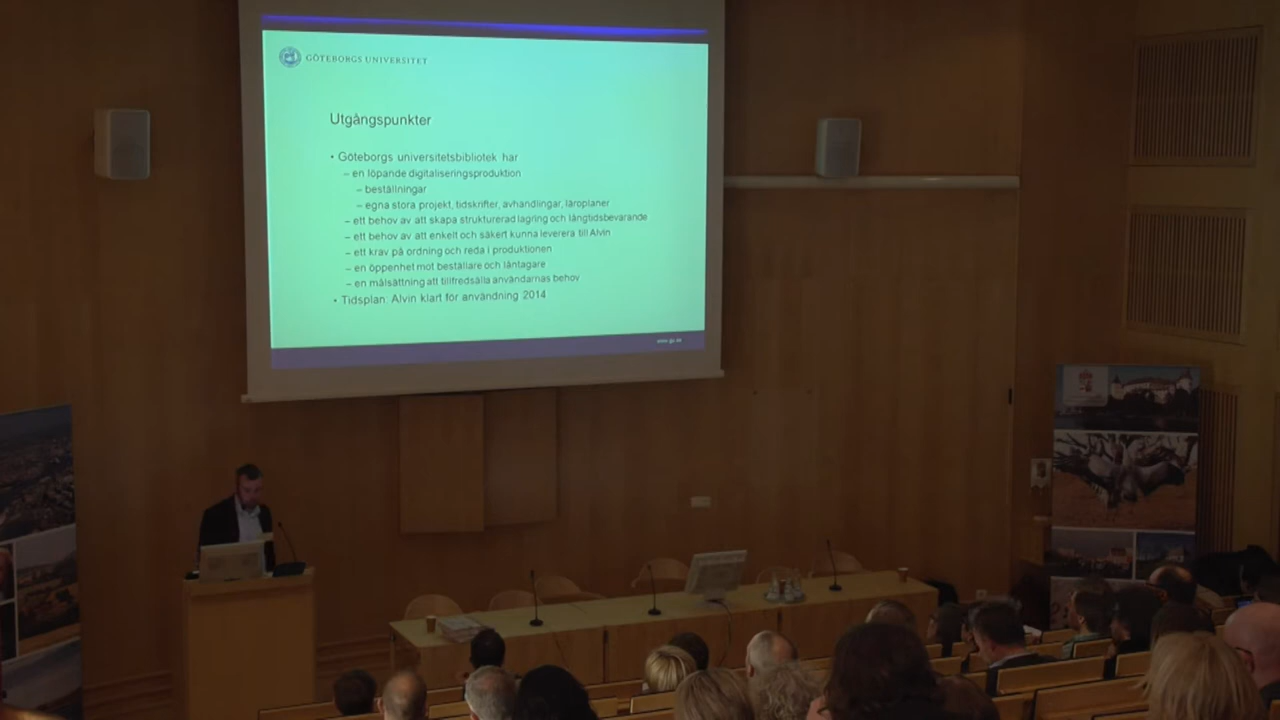 GÖTEBORGS UNIVERSITET
Utgångspunkter
• Göteborgs universitetsbibliotek har
– en löpande digitaliseringsproduktion
– beställningar
– egna stora projekt, tidskrifter, avhandlingar, läroplaner
– ett behov av att skapa strukturerad lagring och långtidsbevarande
– ett behov av att enkelt och säkert kunna leverera till Alvin
– ett krav på ordning och reda i produktionen
– en öppenhet mot beställare och låntagare
– en målsättning att tillfredsälla användarnas behov
• Tidsplan: Alvin klart för användning 2014
www.gu.se